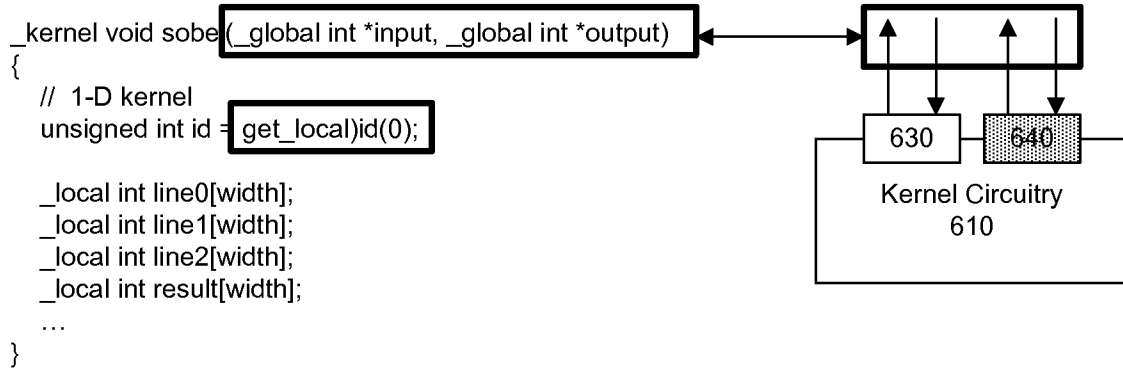 _kernel void sobe(_global int *input, _global int *output)
{
// 1-D kernel
unsigned int id = get_local)id(0);
_local int line0[width];
_local int line1[width];
_local int line2[width];
_local int result[width];
…
}
630
640
Kernel Circuitry
610